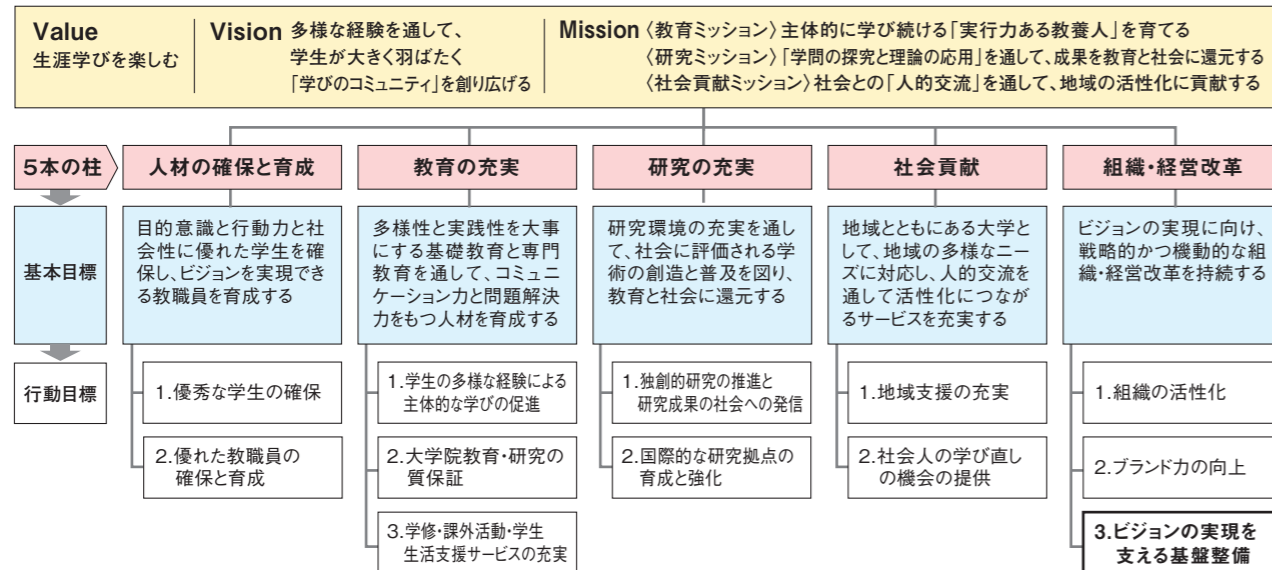 Value
生涯学びを楽しむ
Vision 多様な経験を通して、
学生が大きく羽ばたく
「学びのコミュニティ」を創り広げる
Mission 〈教育ミッション〉主体的に学び続ける「実行力ある教養人」を育てる
〈研究ミッション〉「学問の探究と理論の応用」を通して、成果を教育と社会に還元する
〈社会貢献ミッション〉社会との「人的交流」を通して、地域の活性化に貢献する
5本の柱
人材の確保と育成
教育の充実
研究の充実
社会貢献
組織・経営改革
基本目標
目的意識と行動力と社
会性に優れた学生を確
保し、ビジョンを実現でき
る教職員を育成する
多様性と実践性を大事
にする基礎教育と専門
教育を通して、コミュニ
ケーション力と問題解決
力をもつ人材を育成する
研究環境の充実を通し
て、社会に評価される学
術の創造と普及を図り、
教育と社会に還元する
地域とともにある大学と
して、地域の多様なニー
ズに対応し、人的交流を
通して活性化につなが
るサービスを充実する
ビジョンの実現に向け、
戦略的かつ機動的な組
織・経営改革を持続する
行動目標
1.優秀な学生の確保
2.優れた教職員の
確保と育成
1.学生の多様な経験による
主体的な学びの促進
2.大学院教育・研究の
質保証
3.学修・課外活動・学生
生活支援サービスの充実
1.独創的研究の推進と
研究成果の社会への発信
2.国際的な研究拠点の
育成と強化
1.地域支援の充実
2.社会人の学び直し
の機会の提供
1.組織の活性化
2.ブランド力の向上
3.ビジョンの実現を
支える基盤整備